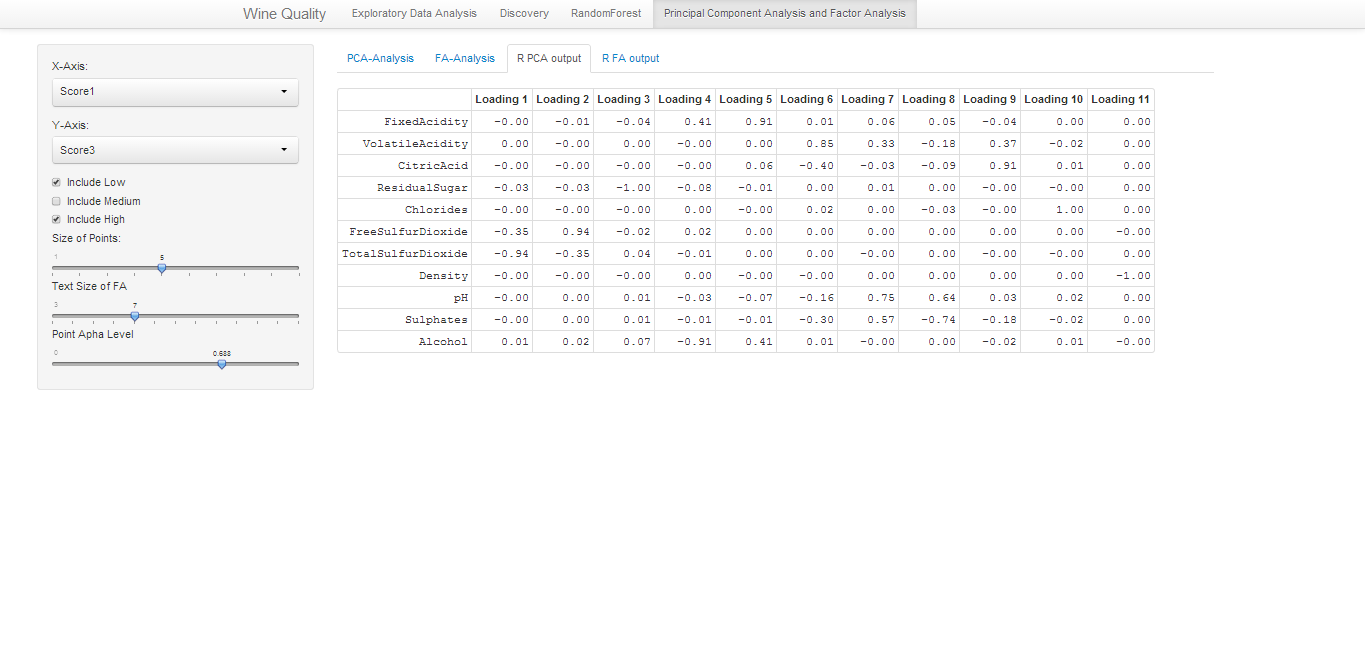 Wine Quality Exploratory Data Analysis Discovery RandomForest Principal Component Analysis and Factor Analysis
X-Axis:
Score1
Y-Axis:
Score3
Include Low
Include Medium
Include High
Size of Points:
1 5
Text Size of FA
3 7
Point Apha Level
0 0.688
PCA-Analysis FA-Analysis R PCA output R FA output
Loading 1 Loading 2 Loading 3 Loading 4 Loading 5 Loading 6 Loading 7 Loading 8 Loading 9 Loading 10 Loading 11
FixedAcidity -0.00 -0.01 -0.04 0.41 0.91 0.01 0.06 0.05 -0.04 0.00 0.00
VolatileAcidity 0.00 -0.00 0.00 -0.00 0.00 0.85 0.33 -0.18 0.37 -0.02 0.00
CitricAcid -0.00 -0.00 -0.00 -0.00 0.06 -0.40 -0.03 -0.09 0.91 0.01 0.00
ResidualSugar -0.03 -0.03 -1.00 -0.08 -0.01 0.00 0.01 0.00 -0.00 -0.00 0.00
Chlorides -0.00 -0.00 -0.00 0.00 -0.00 0.02 0.00 -0.03 -0.00 1.00 0.00
FreeSulfurDioxide -0.35 0.94 -0.02 0.02 0.00 0.00 0.00 0.00 0.00 0.00 -0.00
TotalSulfurDioxide -0.94 -0.35 0.04 -0.01 0.00 0.00 -0.00 0.00 -0.00 0.00 0.00
Density -0.00 -0.00 -0.00 0.00 -0.00 -0.00 0.00 0.00 0.00 0.00 -1.00
pH -0.00 0.00 0.01 -0.03 -0.07 -0.16 0.75 0.64 0.03 0.02 0.00
Sulphates -0.00 0.00 0.01 -0.01 -0.01 -0.30 0.57 -0.74 -0.18 -0.02 0.00
Alcohol 0.01 0.02 0.07 -0.91 0.41 0.01 -0.00 0.00 -0.02 0.01 -0.00